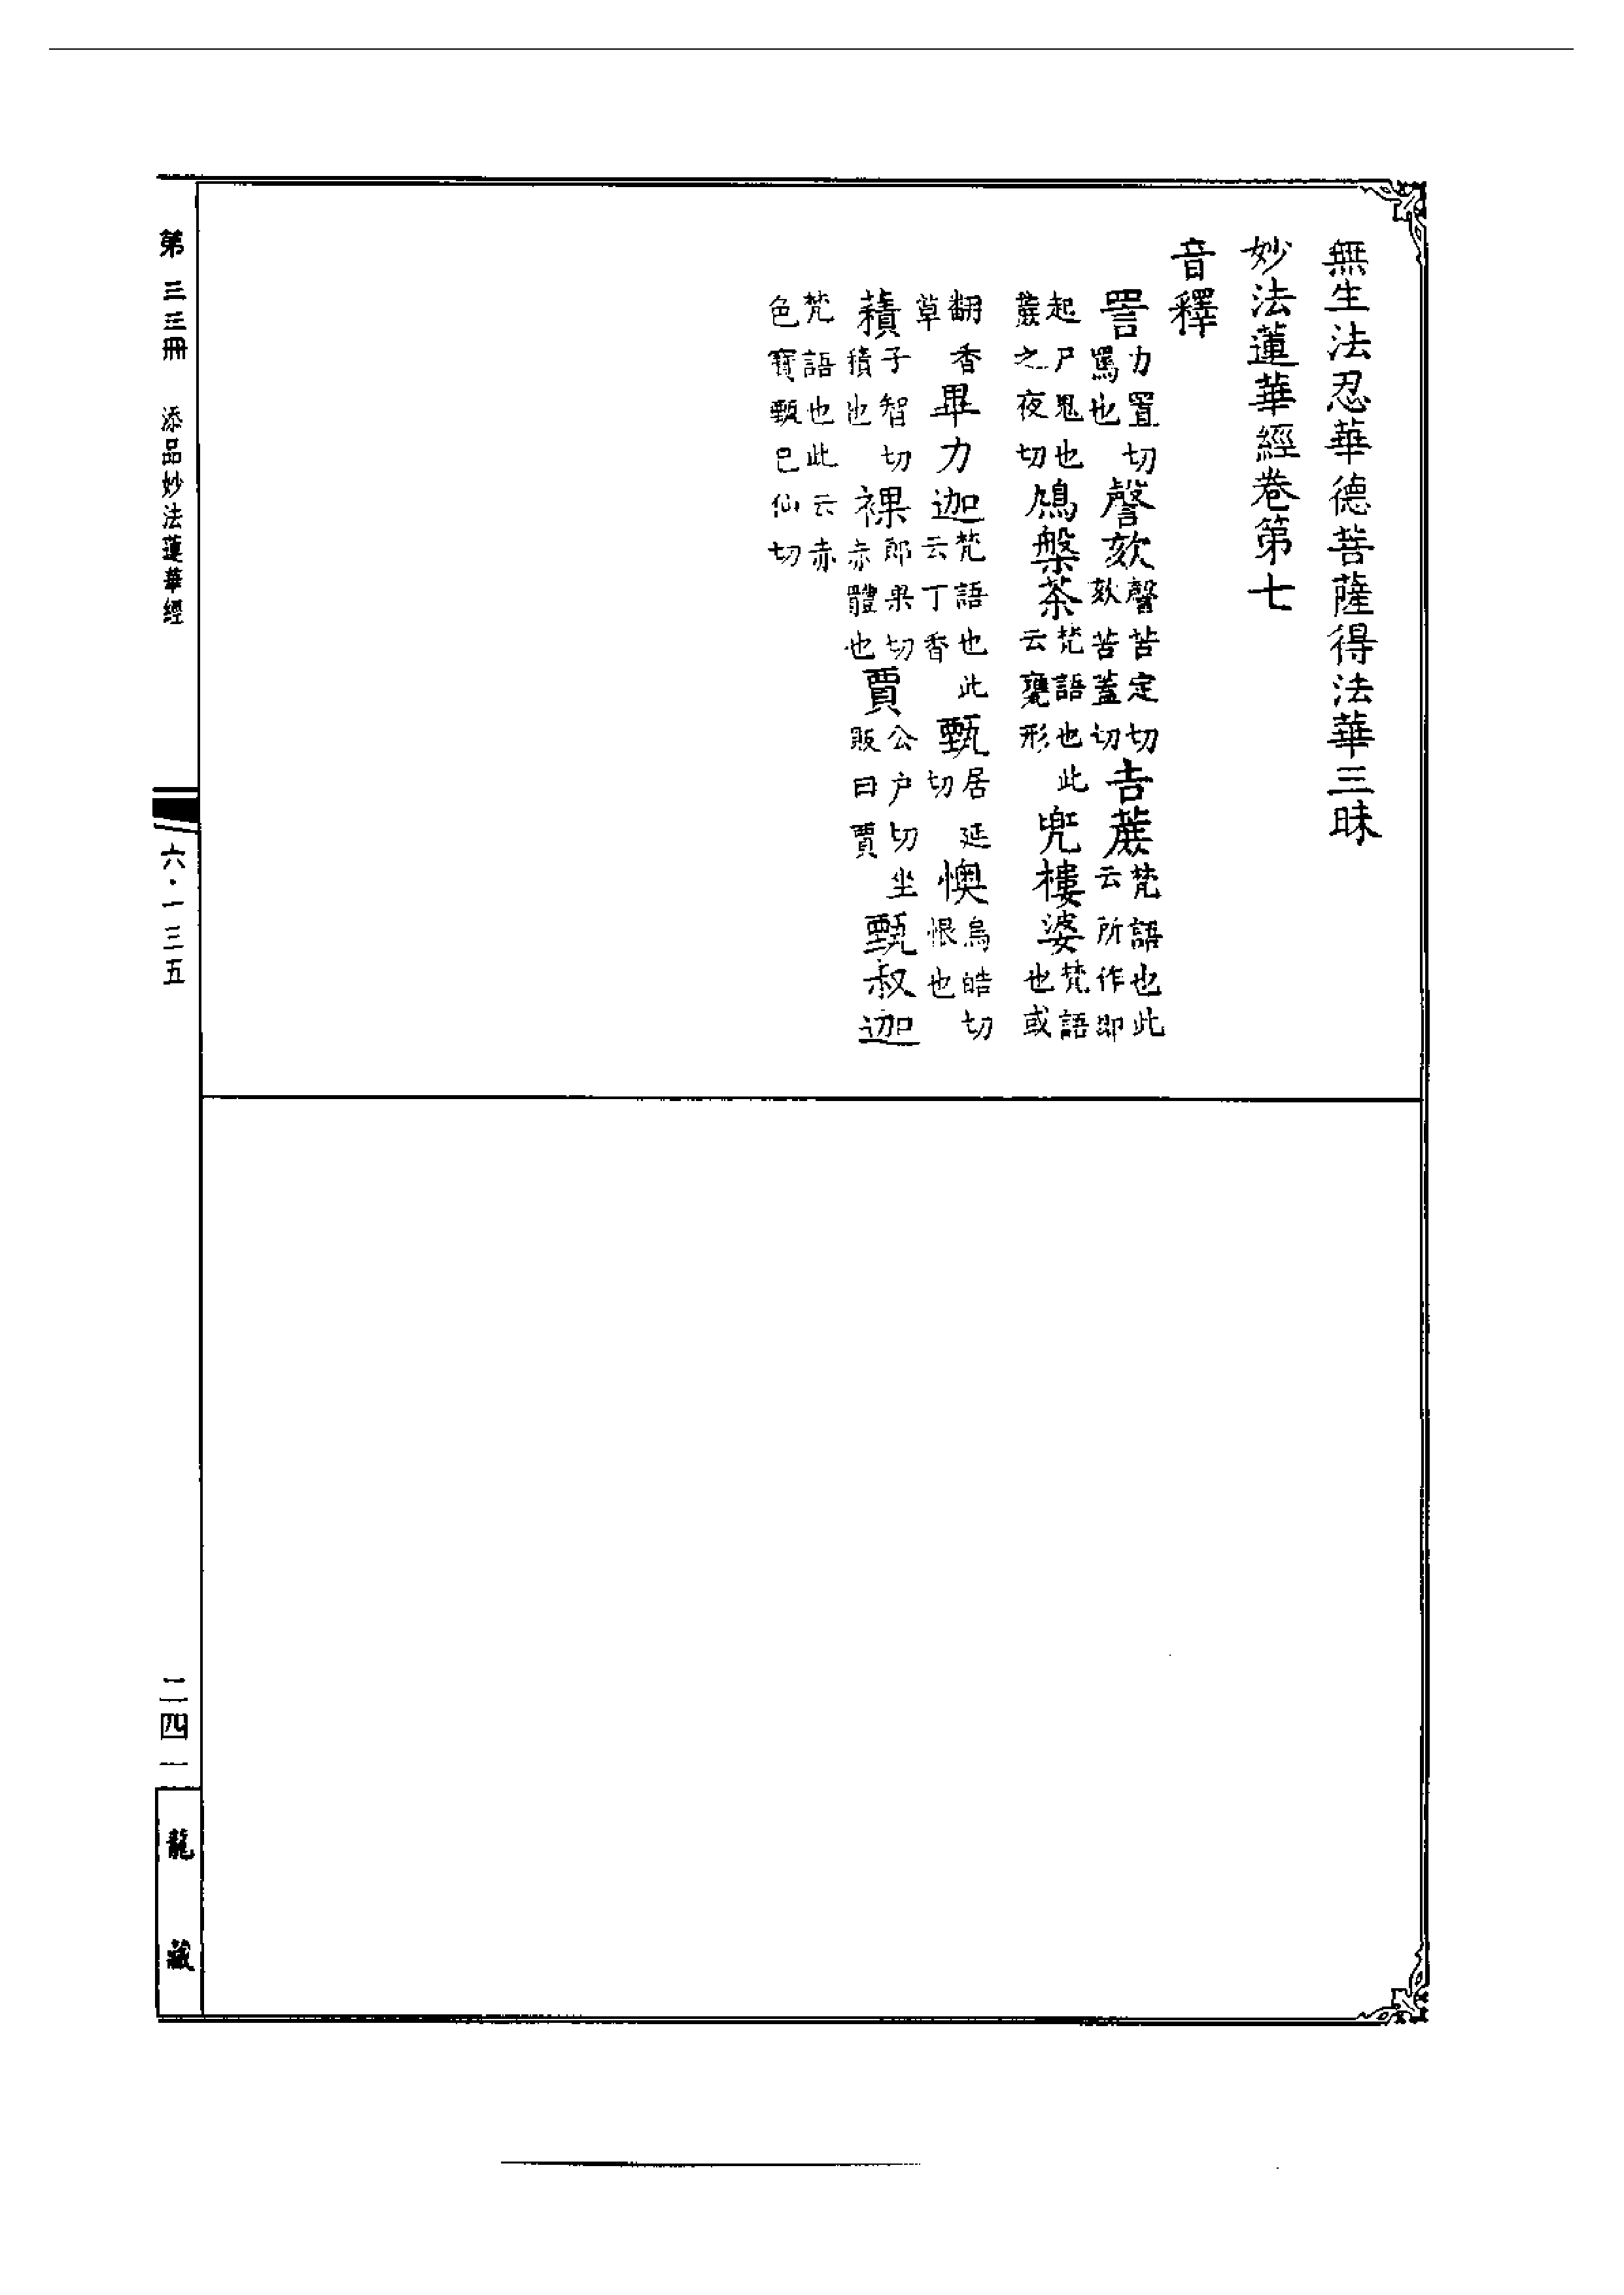 無生法忍華德菩薩得法華三昧
妙法蓮華經卷第七
音釋
詈力置切罵也謦欬謦苦定切欬苦蓋切吉蔗梵語也此云所作即
起尸鬼也蔗之夜切鳩槃茶梵語也此云甕形兜樓婆梵語也或
翻香草畢力迦梵語也此云丁香甄居延切懊烏皓切恨也
𧂐子智切積也裸郎果切赤體也賈公戶切坐販曰賈甄叔迦
梵語也此云赤色寶甄已仙切
第三三冊 添品妙法蓮華經
六·一三五
二四一
龍藏